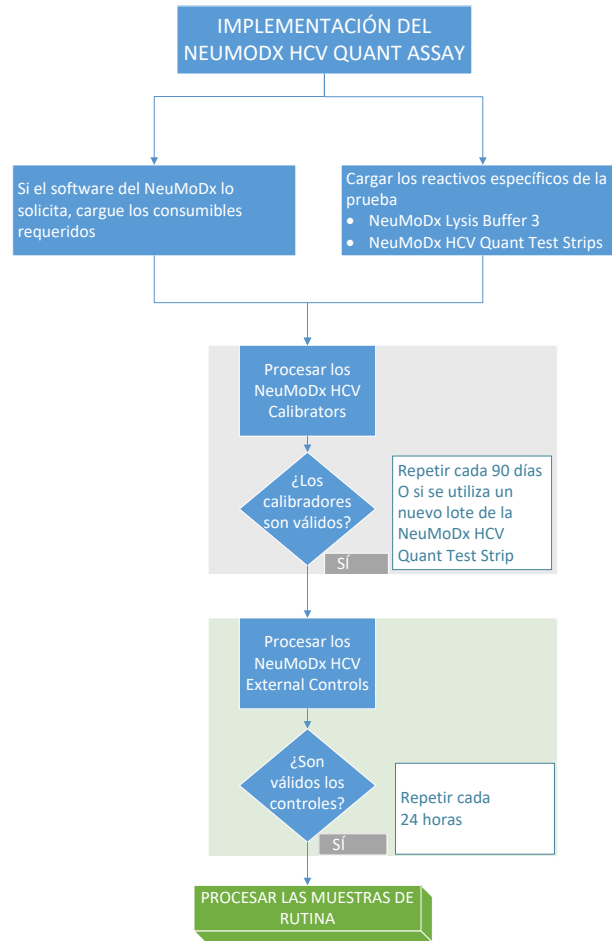 IMPLEMENTACIÓN DEL
NEUMODX HCV QUANT ASSAY
Si el software del NeuMoDx lo
solicita, cargue los consumibles
requeridos
Cargar los reactivos específicos de la
prueba
• NeuMoDx Lysis Buffer 3
• NeuMoDx HCV Quant Test Strips
Procesar los
NeuMoDx HCV
Calibrators
¿Los
calibradores
son válidos?
SÍ
Repetir cada 90 días
O si se utiliza un
nuevo lote de la
NeuMoDx HCV
Quant Test Strip
Procesar los
NeuMoDx HCV
External Controls
¿Son
válidos los
controles?
SÍ
Repetir cada
24 horas
PROCESAR LAS MUESTRAS DE
RUTINA